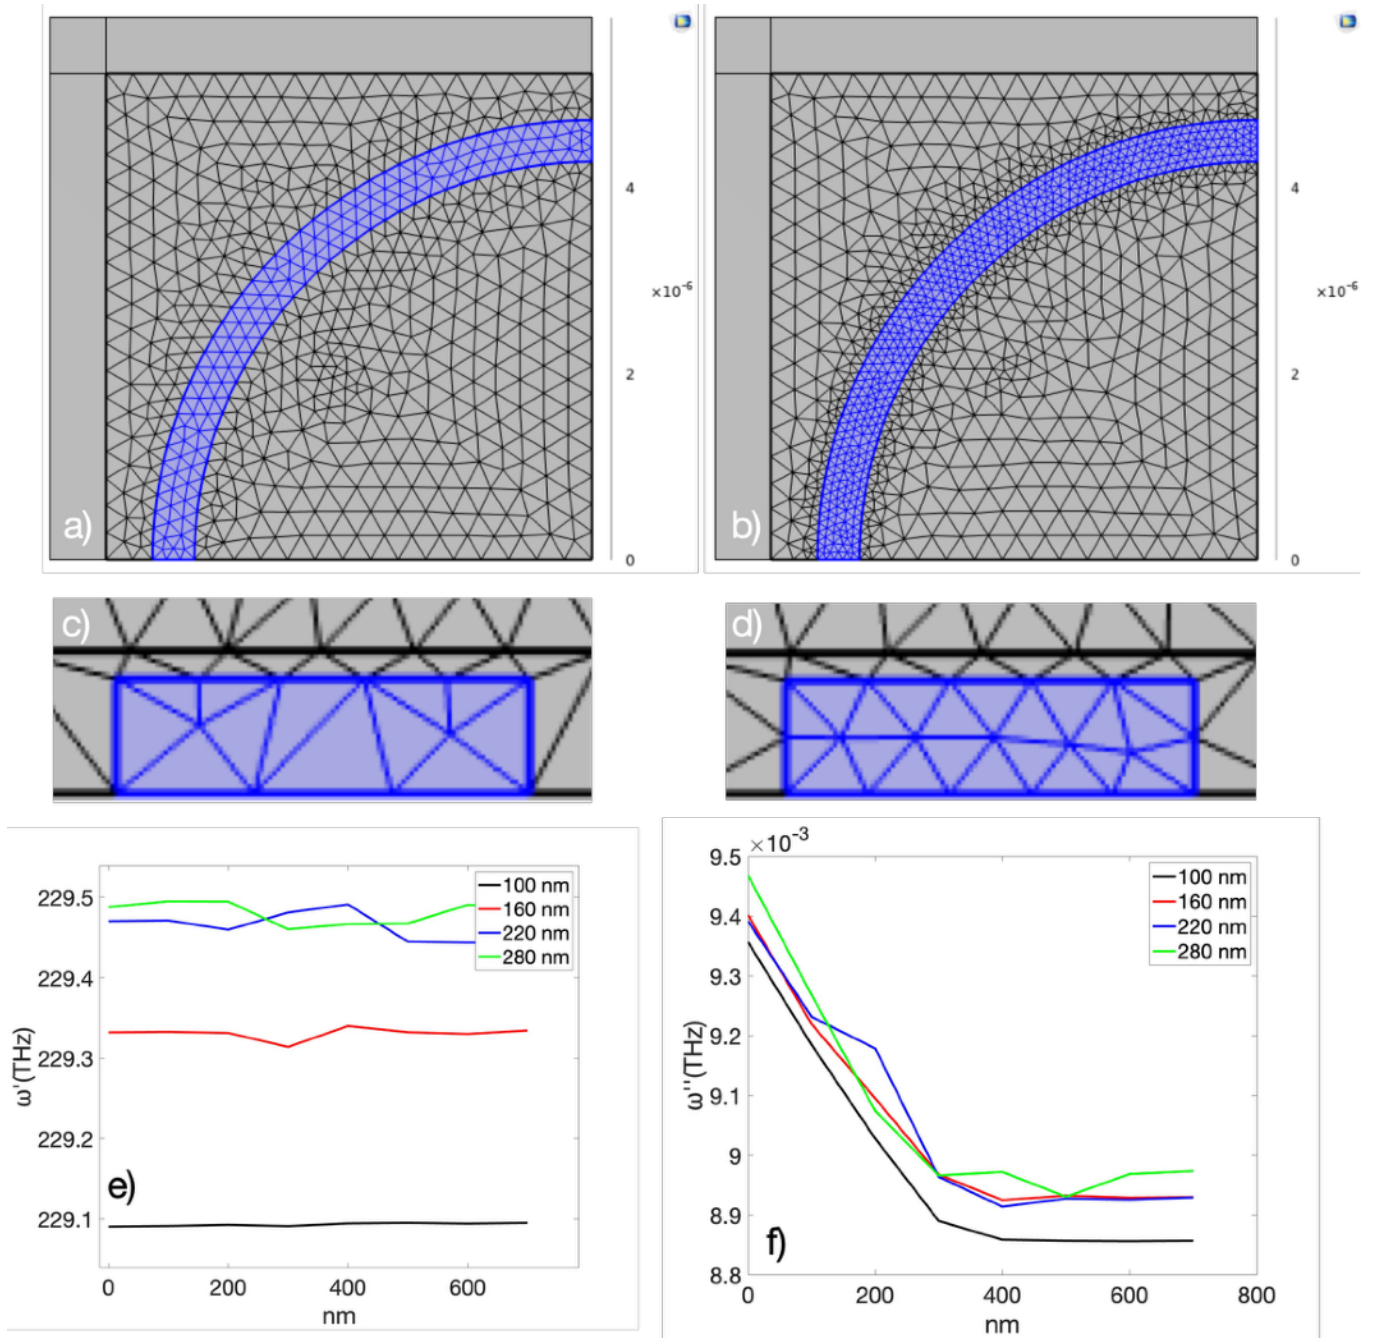 4
×10⁻⁶
2
0
a)
4
×10⁻⁶
2
0
b)
c)
d)
229.5
229.4
229.3
229.2
229.1
ω'(THz)
0 200 400 600
nm
100 nm
160 nm
220 nm
280 nm
e)
×10⁻³
9.5
9.4
9.3
9.2
9.1
9
8.9
8.8
ω''(THz)
0 200 400 600 800
nm
100 nm
160 nm
220 nm
280 nm
f)